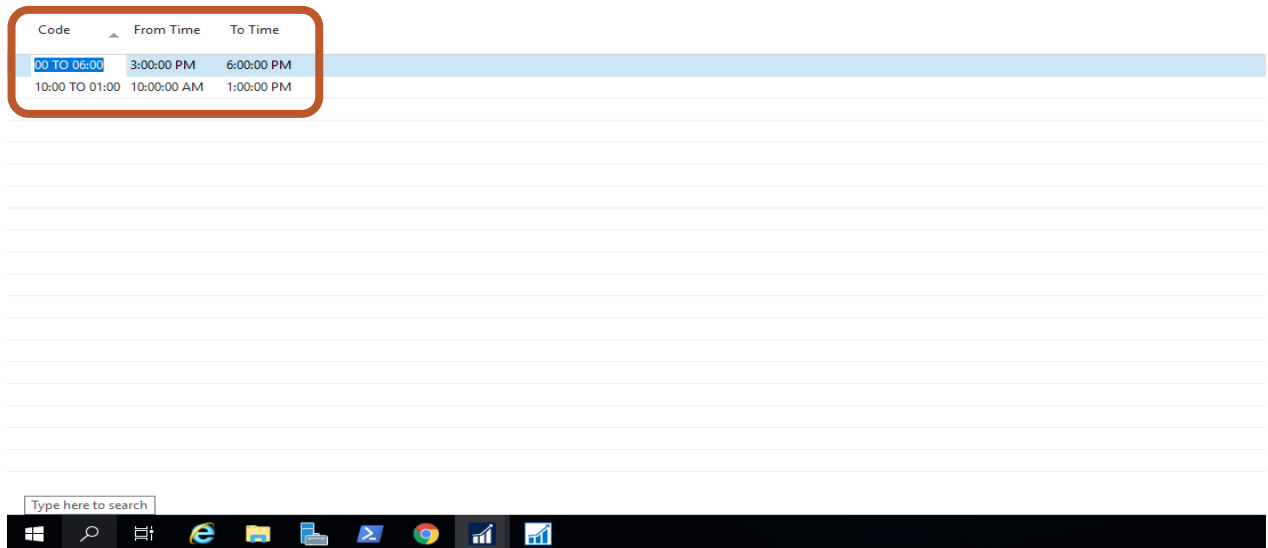 Code From Time To Time
00 TO 06:00 3:00:00 PM 6:00:00 PM
10:00 TO 01:00 10:00:00 AM 1:00:00 PM
Type here to search